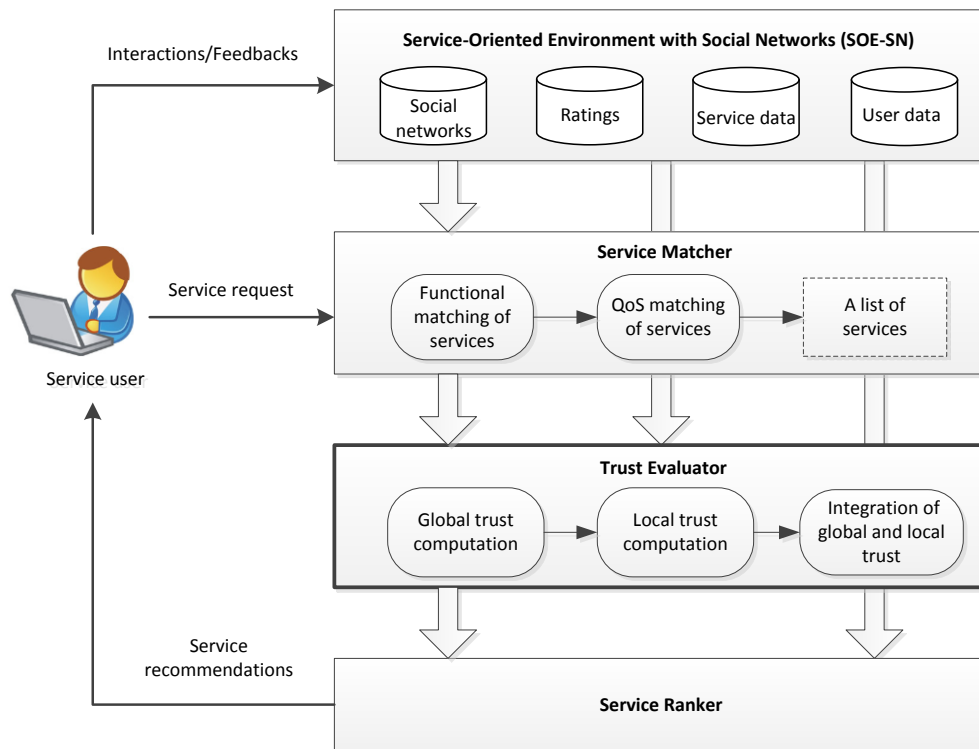 Service-Oriented Environment with Social Networks (SOE-SN)
Interactions/Feedbacks
Social
networks
Ratings
Service data
User data
Service Matcher
Service request
Functional
matching of
services
QoS matching
of services
A list of
services
Service user
Trust Evaluator
Global trust
computation
Local trust
computation
Integration of
global and local
trust
Service
recommendations
Service Ranker